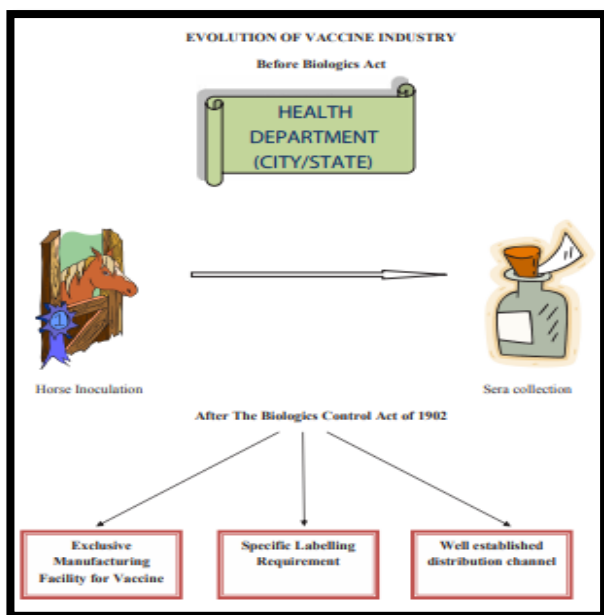 EVOLUTION OF VACCINE INDUSTRY
Before Biologics Act
HEALTH
DEPARTMENT
(CITY/STATE)
1
Horse Inoculation
Sera collection
After The Biologics Control Act of 1902
Exclusive
Manufacturing
Facility for Vaccine
Specific Labelling
Requirement
Well established
distribution channel